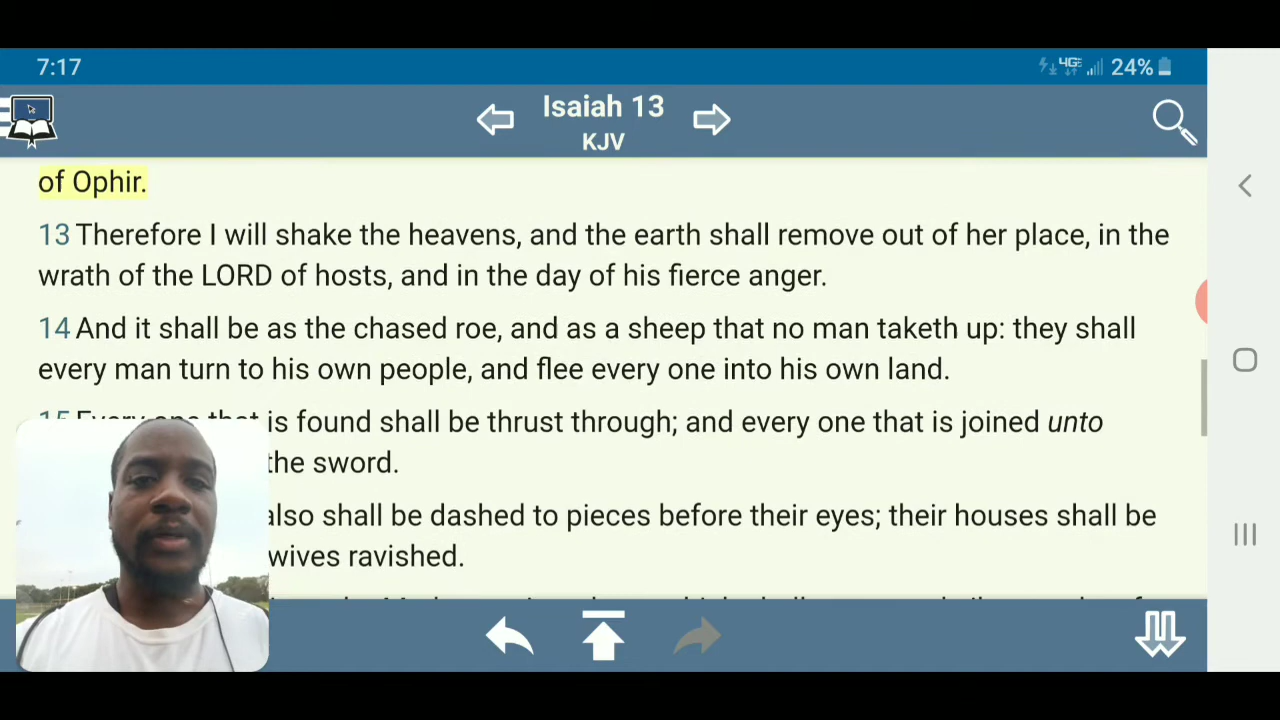 7:17
4GE
24%
Isaiah 13
KJV
of Ophir.
13 Therefore I will shake the heavens, and the earth shall remove out of her place, in the
wrath of the LORD of hosts, and in the day of his fierce anger.
14 And it shall be as the chased roe, and as a sheep that no man taketh up: they shall
every man turn to his own people, and flee every one into his own land.
15 Every one that is found shall be thrust through; and every one that is joined unto
the sword.
also shall be dashed to pieces before their eyes; their houses shall be
wives ravished.